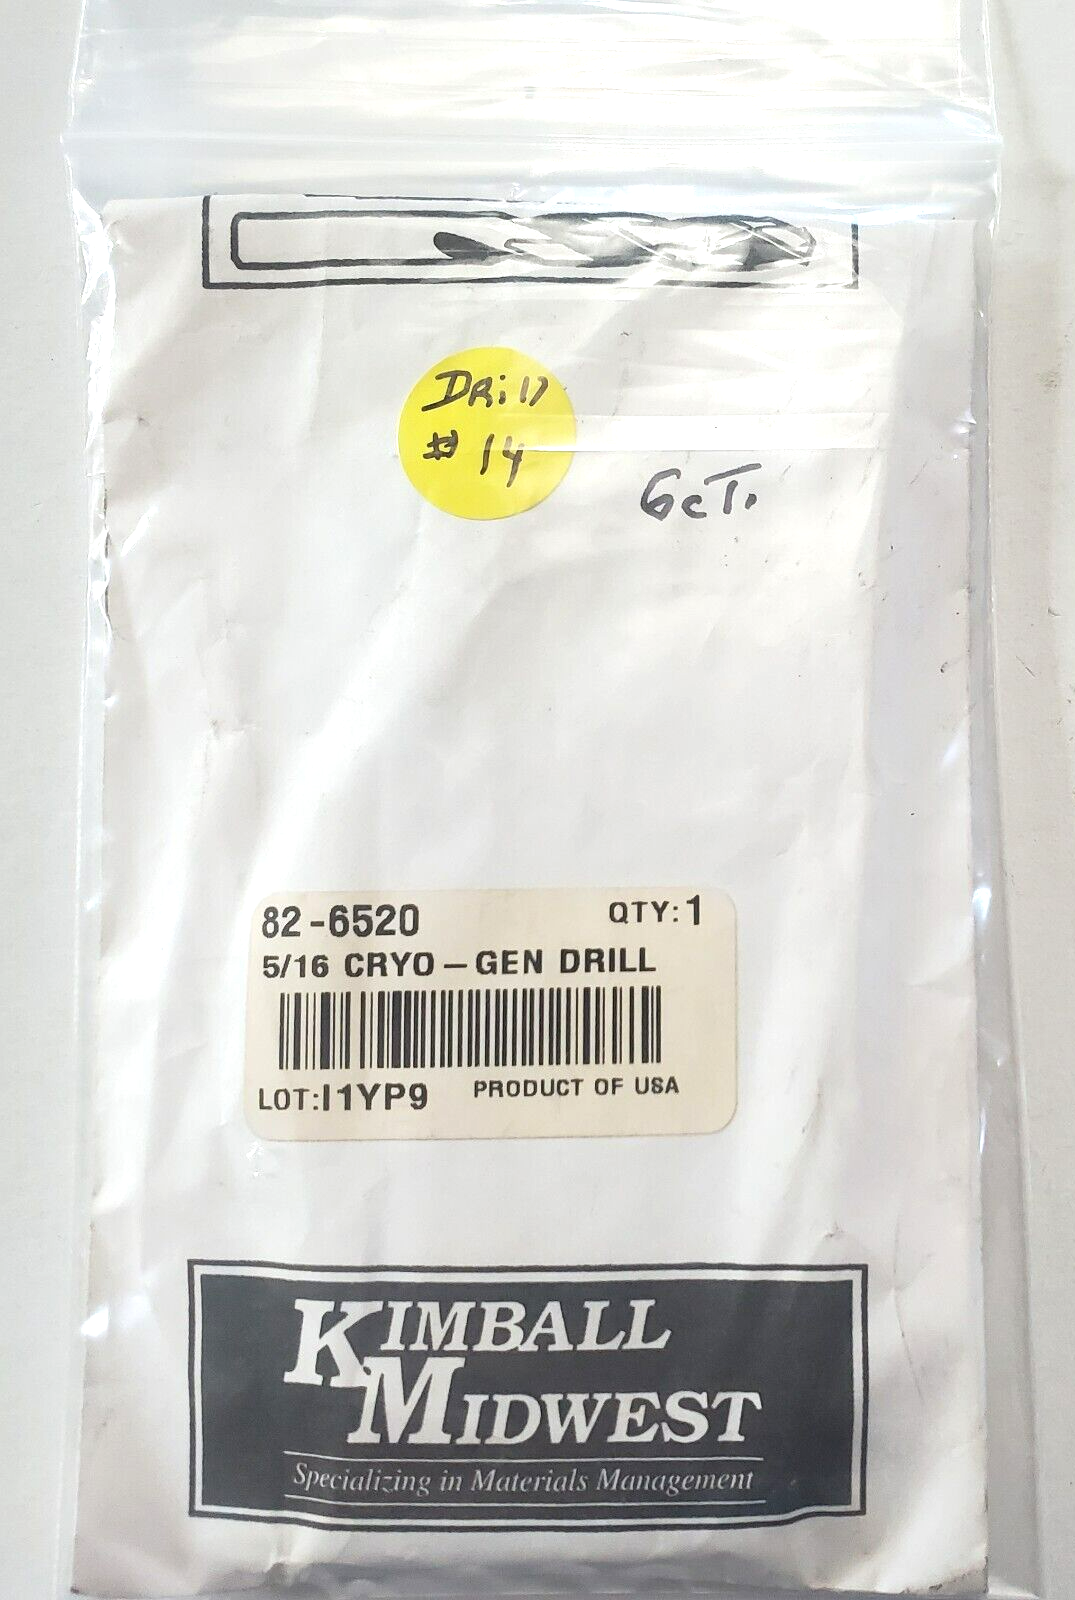 DRill
# 14
GCT.
82-6520 QTY: 1
5/16 CRYO-GEN DRILL
LOT: I1YP9 PRODUCT OF USA
KIMBALL
MIDWEST
Specializing in Materials Management